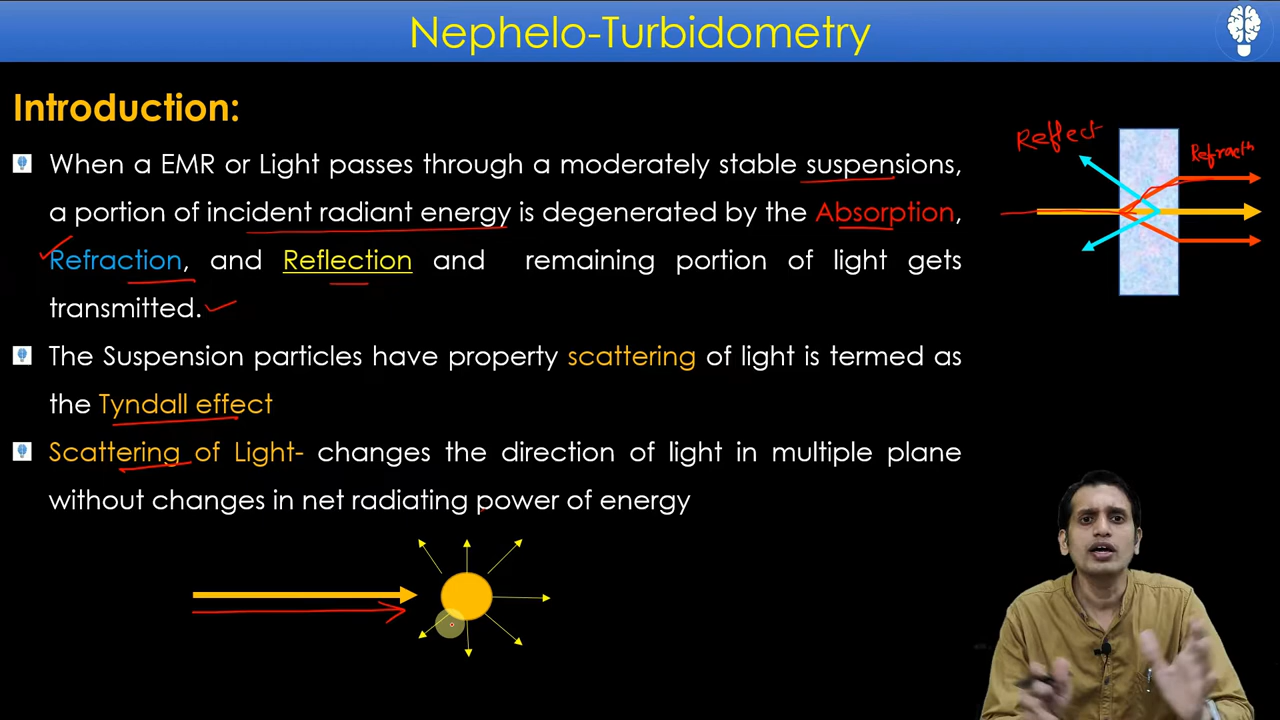 Nephelo-Turbidometry
Introduction:
When a EMR or Light passes through a moderately stable suspensions,
a portion of incident radiant energy is degenerated by the Absorption,
Refraction, and Reflection and remaining portion of light gets
transmitted.
The Suspension particles have property scattering of light is termed as
the Tyndall effect
Scattering of Light- changes the direction of light in multiple plane
without changes in net radiating power of energy
Reflect